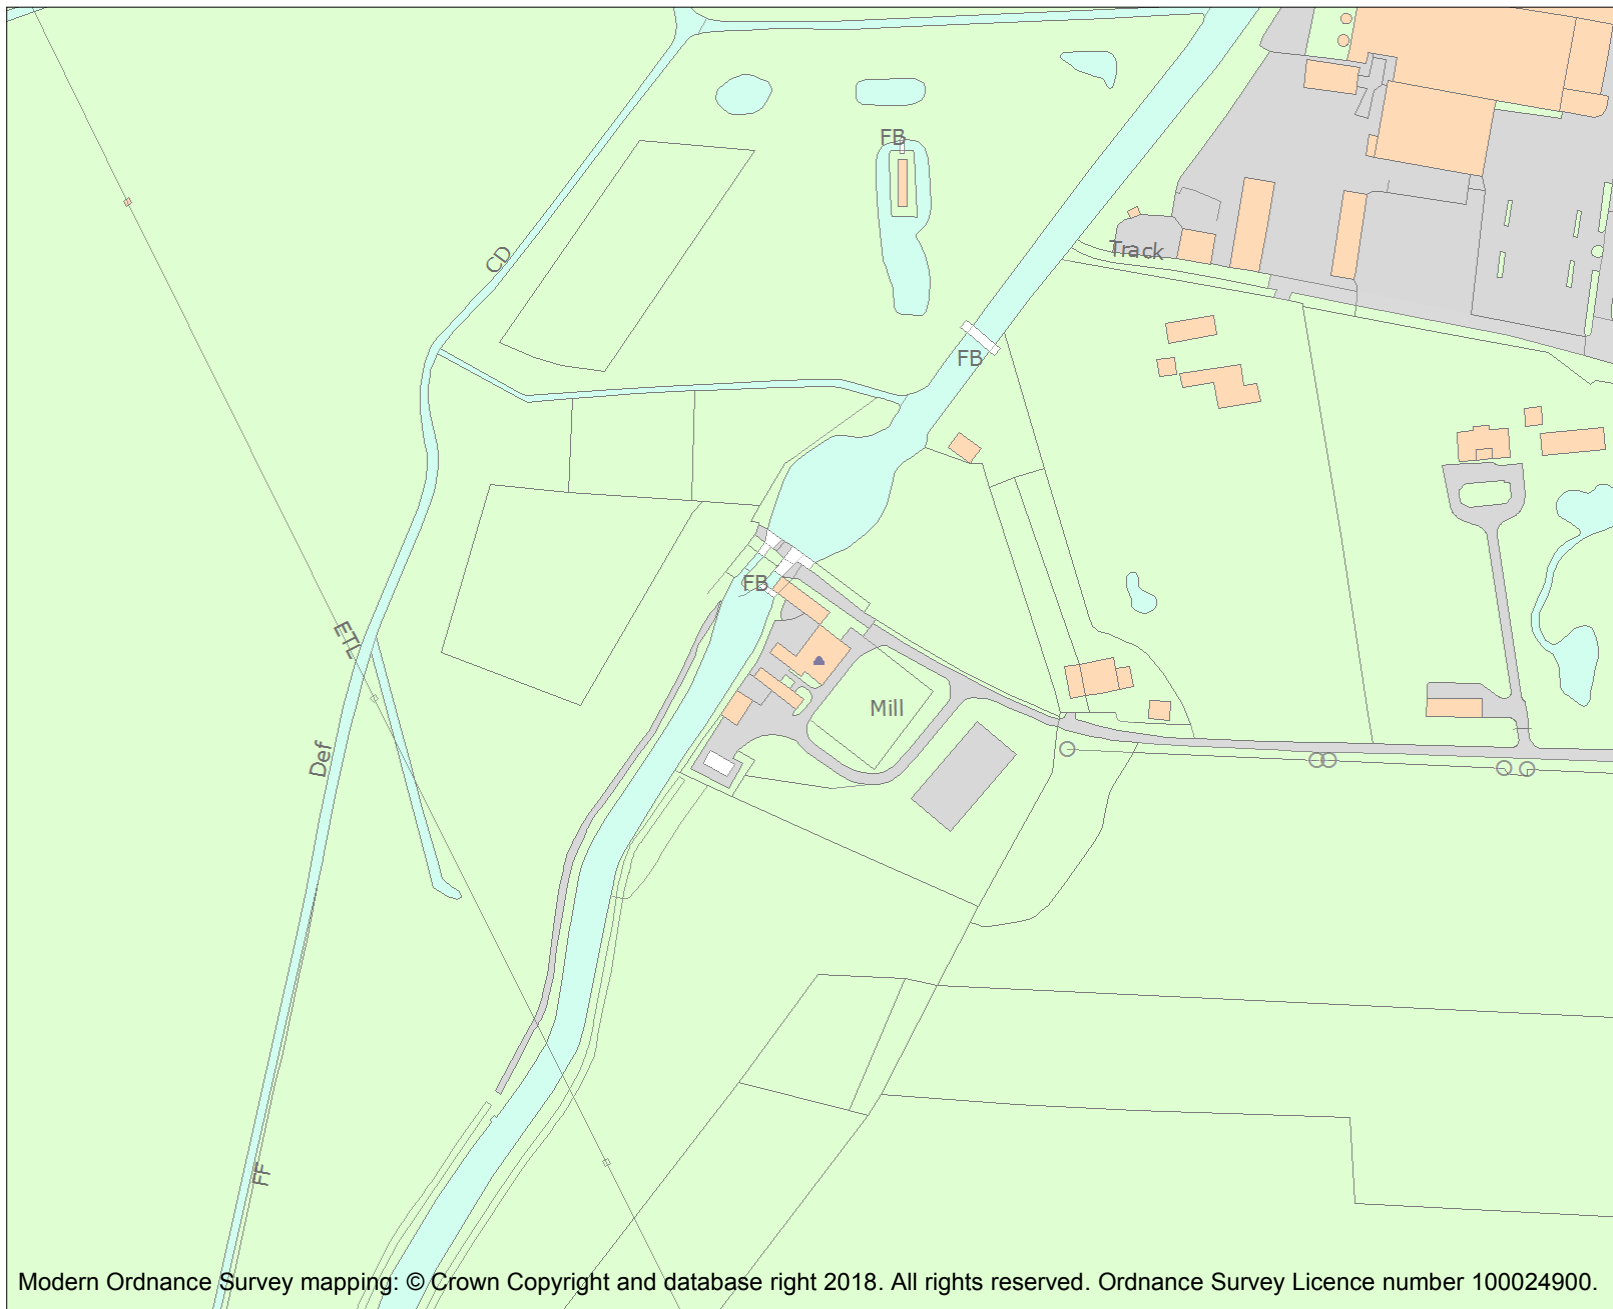 FB
CD
Track
FB
FB
ETL
Mill
Def
FF
Modern Ordnance Survey mapping: © Crown Copyright and database right 2018. All rights reserved. Ordnance Survey Licence number 100024900.